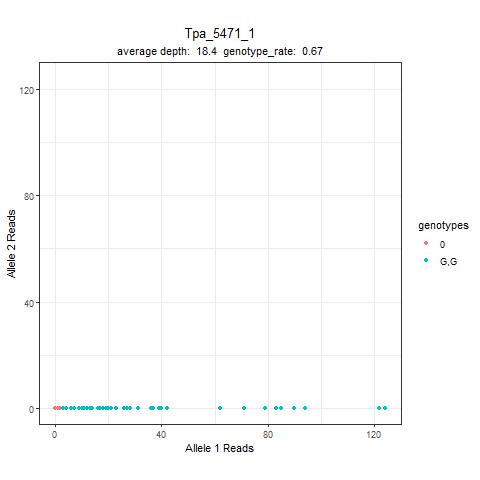 Tpa_5471_1
average depth: 18.4 genotype_rate: 0.67
120
80
40
0
Allele 2 Reads
0 40 80 120
Allele 1 Reads
genotypes
0
G,G